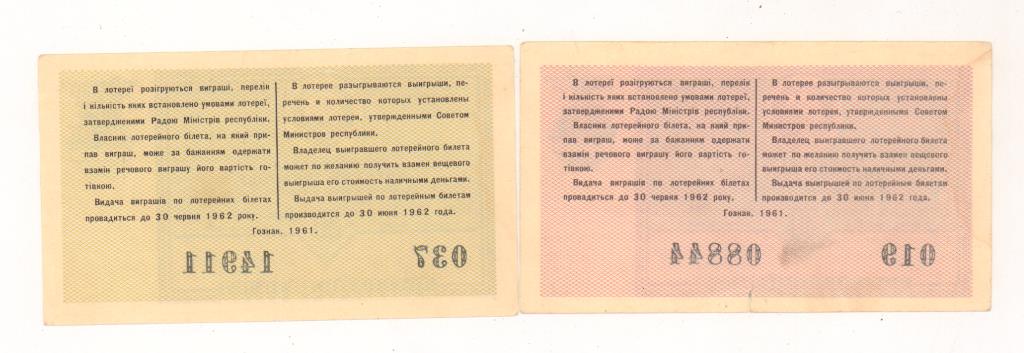 В лотереї розігруються виграші, перелік
і кількість яких встановлено умовами лотереї,
затвердженими Радою Міністрів республіки.
Власник лотерейного білета, на який при-
пав виграш, може за бажанням одержати
взамін речового виграшу його вартість го-
тівкою.
Видача виграшів по лотерейних білетах
провадиться до 30 червня 1962 року.
В лотерее разыгрываются выигрыши, пе-
речень и количество которых установлены
условиями лотереи, утвержденными Советом
Министров республики.
Владелец выигравшего лотерейного билета
может по желанию получить взамен вещевого
выигрыша его стоимость наличными деньгами.
Выдача выигрышей по лотерейным билетам
производится до 30 июня 1962 года.
Гознак. 1961.
14911
037
В лотереї розігруються виграші, перелік
і кількість яких встановлено умовами лотереї,
затвердженими Радою Міністрів республіки.
Власник лотерейного білета, на який при-
пав виграш, може за бажанням одержати
взамін речового виграшу його вартість го-
тівкою.
Видача виграшів по лотерейних білетах
провадиться до 30 червня 1962 року.
В лотерее разыгрываются выигрыши, пе-
речень и количество которых установлены
условиями лотереи, утвержденными Советом
Министров республики.
Владелец выигравшего лотерейного билета
может по желанию получить взамен вещевого
выигрыша его стоимость наличными деньгами.
Выдача выигрышей по лотерейным билетам
производится до 30 июня 1962 года.
Гознак. 1961.
08844
019